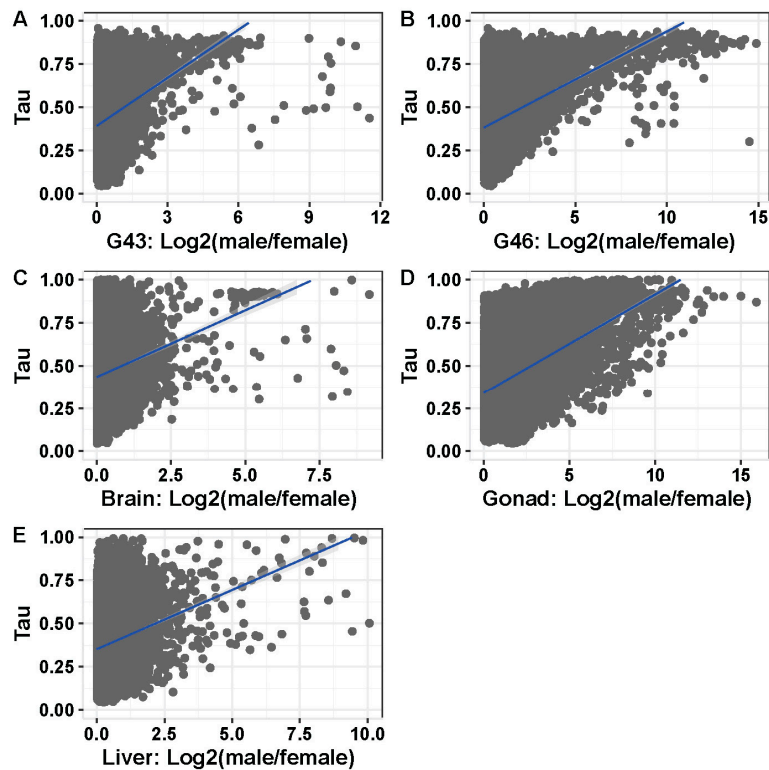 A
B
1.00
0.75
0.50
0.25
0.00
Tau
0 3 6 9 12
G43: Log2(male/female)
1.00
0.75
0.50
0.25
0.00
Tau
0 5 10 15
G46: Log2(male/female)
C
D
1.00
0.75
0.50
0.25
0.00
Tau
0.0 2.5 5.0 7.5
Brain: Log2(male/female)
1.00
0.75
0.50
0.25
0.00
Tau
0 5 10 15
Gonad: Log2(male/female)
E
1.00
0.75
0.50
0.25
0.00
Tau
0.0 2.5 5.0 7.5 10.0
Liver: Log2(male/female)